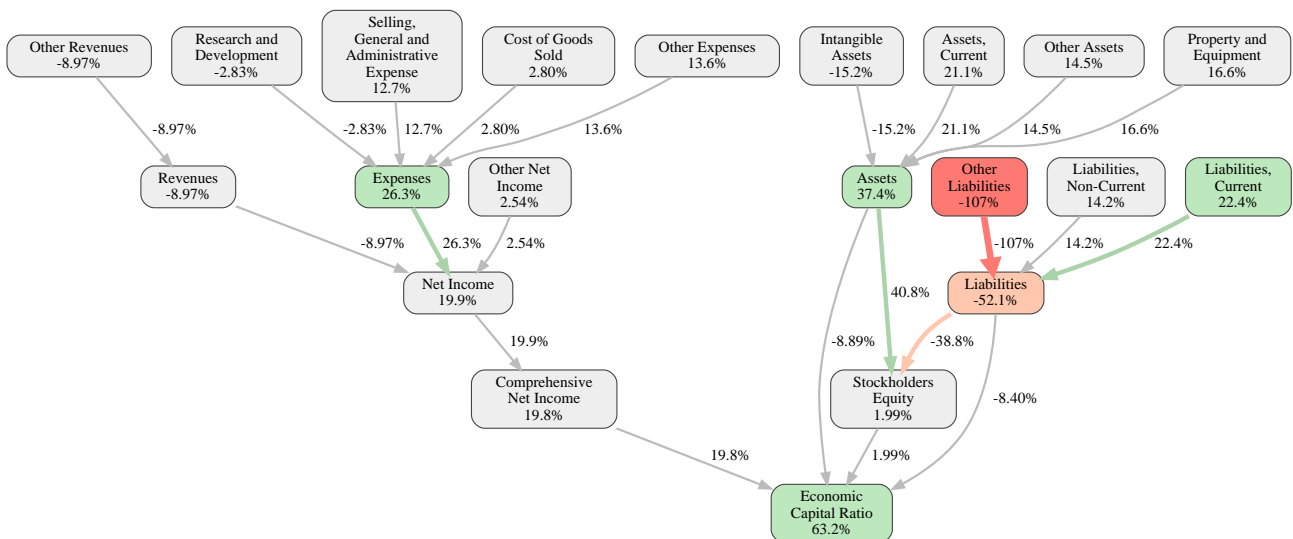 Other Revenues
-8.97%
Research and
Development
-2.83%
Selling,
General and
Administrative
Expense
12.7%
Cost of Goods
Sold
2.80%
Other Expenses
13.6%
Intangible
Assets
-15.2%
Assets,
Current
21.1%
Other Assets
14.5%
Property and
Equipment
16.6%
-8.97%
-2.83%
12.7%
2.80%
13.6%
-15.2%
21.1%
14.5%
16.6%
Revenues
-8.97%
Expenses
26.3%
Other Net
Income
2.54%
Assets
37.4%
Other
Liabilities
-107%
Liabilities,
Non-Current
14.2%
Liabilities,
Current
22.4%
-8.97%
26.3%
2.54%
-107%
14.2%
22.4%
Net Income
19.9%
40.8%
Liabilities
-52.1%
19.9%
-8.89%
-38.8%
Comprehensive
Net Income
19.8%
Stockholders
Equity
1.99%
-8.40%
19.8%
1.99%
Economic
Capital Ratio
63.2%